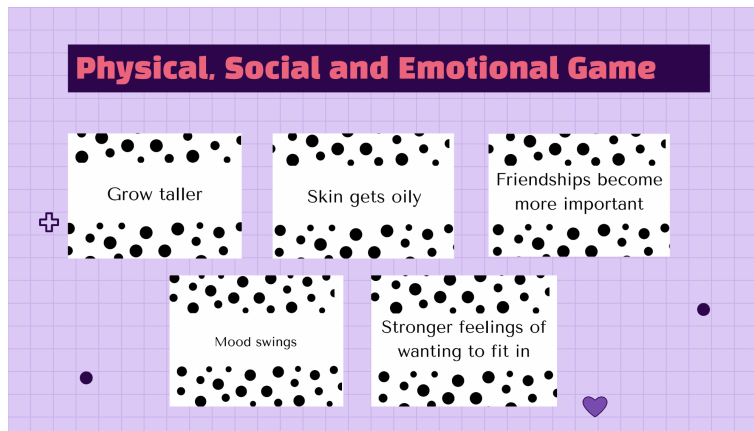 Physical, Social and Emotional Game
Grow taller
Skin gets oily
Friendships become
more important
Mood swings
Stronger feelings of
wanting to fit in